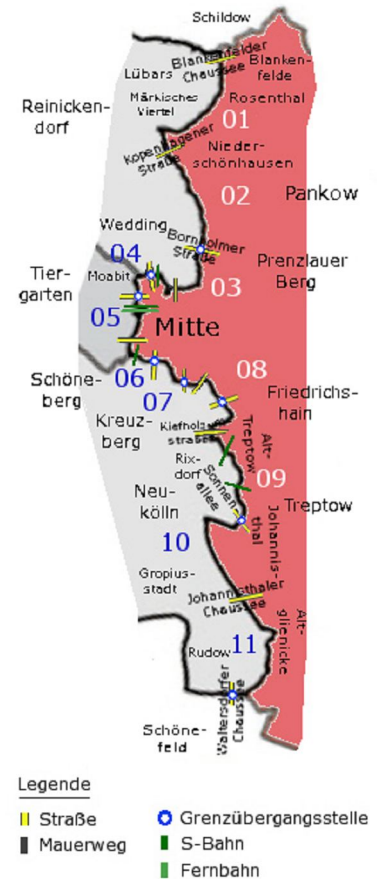 Schildow
Blankenfelder
Chaussee
Blanken-
felde
Lübars
Märkisches
Viertel
Rosenthal
Reinicken-
dorf
01
Kopenhagener
Straße
Nieder-
schönhausen
02
Pankow
Wedding
Bornholmer
Straße
04
Moabit
Prenzlauer
Berg
Tier-
garten
03
05
Mitte
06
07
08
Schöne-
berg
Friedrichs-
hain
Kreuz-
berg
Kiefholz-
straße
Alt-
Treptow
Rix-
dorf
Sonnen-
allee
09
Neu-
kölln
Treptow
10
Johannis-
thal
Gropius-
stadt
Johannisthaler
Chaussee
Alt-
glienicke
11
Rudow
Waltersdorfer
Chaussee
Schöne-
feld
Legende
Straße
Mauerweg
Grenzübergangsstelle
S-Bahn
Fernbahn